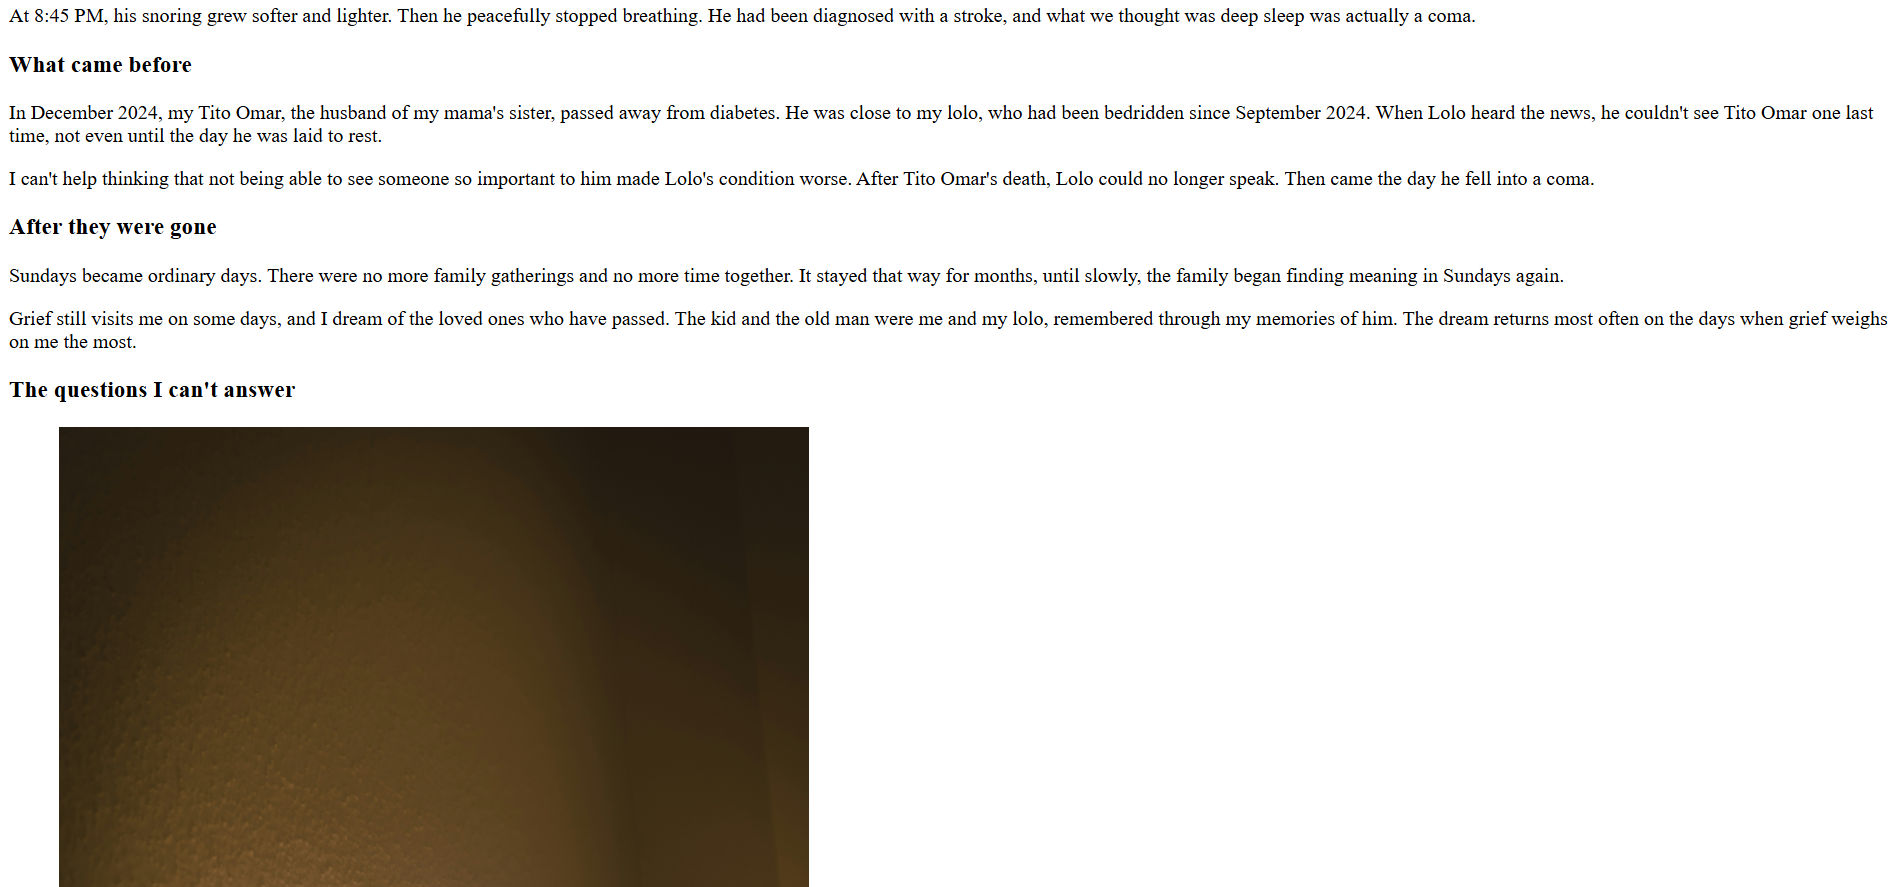 At 8:45 PM, his snoring grew softer and lighter. Then he peacefully stopped breathing. He had been diagnosed with a stroke, and what we thought was deep sleep was actually a coma.
What came before
In December 2024, my Tito Omar, the husband of my mama's sister, passed away from diabetes. He was close to my lolo, who had been bedridden since September 2024. When Lolo heard the news, he couldn't see Tito Omar one last
time, not even until the day he was laid to rest.
I can't help thinking that not being able to see someone so important to him made Lolo's condition worse. After Tito Omar's death, Lolo could no longer speak. Then came the day he fell into a coma.
After they were gone
Sundays became ordinary days. There were no more family gatherings and no more time together. It stayed that way for months, until slowly, the family began finding meaning in Sundays again.
Grief still visits me on some days, and I dream of the loved ones who have passed. The kid and the old man were me and my lolo, remembered through my memories of him. The dream returns most often on the days when grief weighs
on me the most.
The questions I can't answer